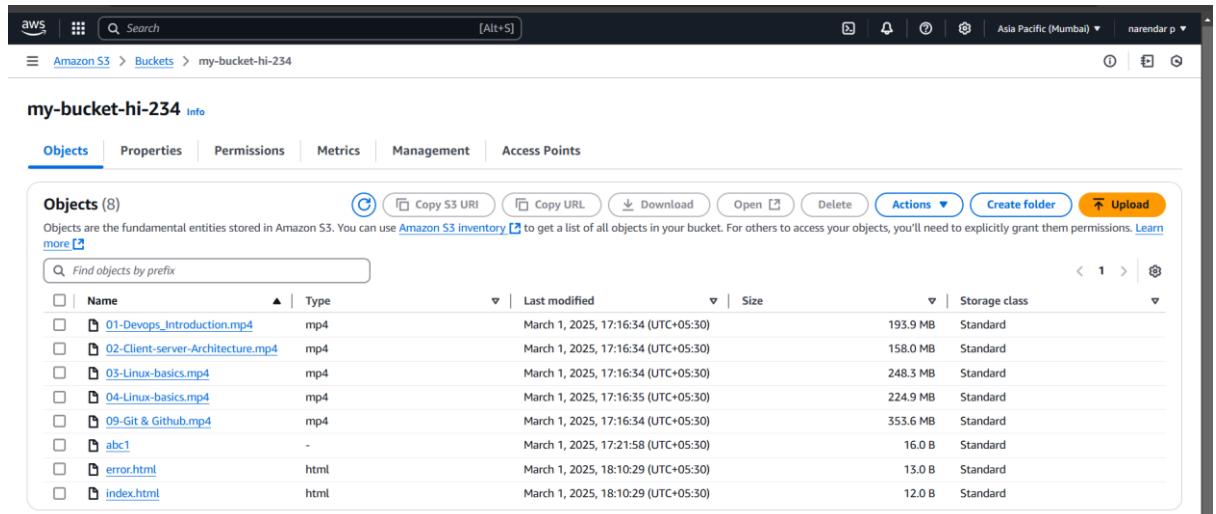 aws Search [Alt+S] Asia Pacific (Mumbai) narendar p
Amazon S3 > Buckets > my-bucket-hi-234
my-bucket-hi-234 Info
Objects Properties Permissions Metrics Management Access Points
Objects (8) Copy S3 URI Copy URL Download Open Delete Actions Create folder Upload
Objects are the fundamental entities stored in Amazon S3. You can use Amazon S3 inventory to get a list of all objects in your bucket. For others to access your objects, you'll need to explicitly grant them permissions. Learn
more
Find objects by prefix < 1 >
Name Type Last modified Size Storage class
01-Devops_Introduction.mp4 mp4 March 1, 2025, 17:16:34 (UTC+05:30) 193.9 MB Standard
02-Client-server-Architecture.mp4 mp4 March 1, 2025, 17:16:34 (UTC+05:30) 158.0 MB Standard
03-Linux-basics.mp4 mp4 March 1, 2025, 17:16:34 (UTC+05:30) 248.3 MB Standard
04-Linux-basics.mp4 mp4 March 1, 2025, 17:16:35 (UTC+05:30) 224.9 MB Standard
09-Git & Github.mp4 mp4 March 1, 2025, 17:16:34 (UTC+05:30) 353.6 MB Standard
abc1 - March 1, 2025, 17:21:58 (UTC+05:30) 16.0 B Standard
error.html html March 1, 2025, 18:10:29 (UTC+05:30) 13.0 B Standard
index.html html March 1, 2025, 18:10:29 (UTC+05:30) 12.0 B Standard